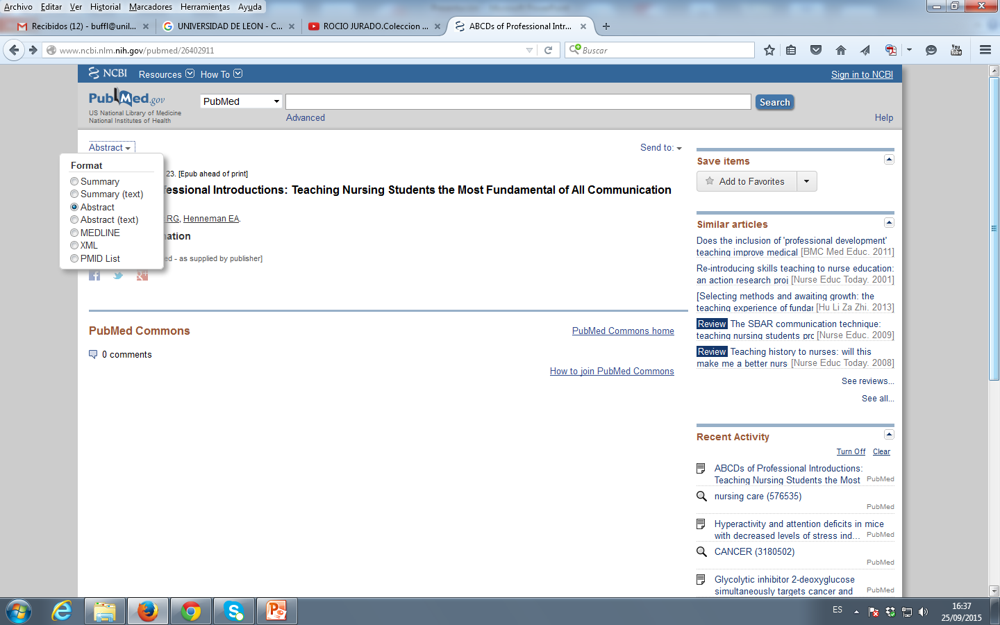 Archivo Editar Ver Historial Marcadores Herramientas Ayuda
Recibidos (12) - buffl@unil...
UNIVERSIDAD DE LEON - C...
ROCIO JURADO.Coleccion ...
ABCDs of Professional Intr...
www.ncbi.nlm.nih.gov/pubmed/26402911
Buscar
You Tube
NCBI Resources How To
Sign in to NCBI
PubMed.gov
US National Library of Medicine
National Institutes of Health
PubMed
Search
Advanced
Help
Abstract
Send to:
Format
Summary
Summary (text)
Abstract
Abstract (text)
MEDLINE
XML
PMID List
23. [Epub ahead of print]
fessional Introductions: Teaching Nursing Students the Most Fundamental of All Communication
RG, Henneman EA.
mation
ed - as supplied by publisher]
PubMed Commons
PubMed Commons home
0 comments
How to join PubMed Commons
Save items
Add to Favorites
Similar articles
Does the inclusion of 'professional development'
teaching improve medical [BMC Med Educ. 2011]
Re-introducing skills teaching to nurse education:
an action research proj [Nurse Educ Today. 2001]
[Selecting methods and awaiting growth: the
teaching experience of fundar [Hu Li Za Zhi. 2013]
Review The SBAR communication technique:
teaching nursing students prc [Nurse Educ. 2009]
Review Teaching history to nurses: will this
make me a better nurs [Nurse Educ Today. 2008]
See reviews...
See all...
Recent Activity
Turn Off Clear
ABCDs of Professional Introductions:
Teaching Nursing Students the Most PubMed
nursing care (576535)
PubMed
Hyperactivity and attention deficits in mice
with decreased levels of stress ind... PubMed
CANCER (3180502)
PubMed
Glycolytic inhibitor 2-deoxyglucose
simultaneously targets cancer and PubMed
ES
16:37
25/09/2015